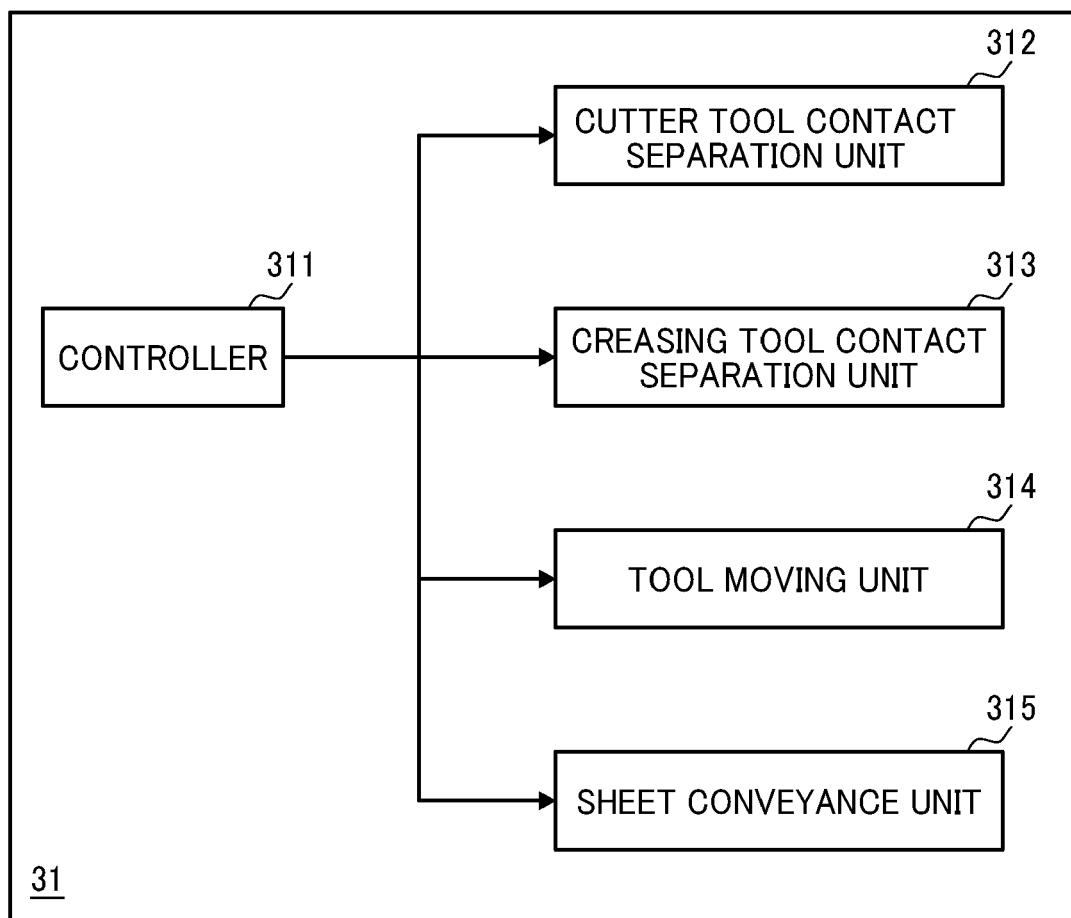 312
CUTTER TOOL CONTACT
SEPARATION UNIT
311
CONTROLLER
313
CREASING TOOL CONTACT
SEPARATION UNIT
314
TOOL MOVING UNIT
315
SHEET CONVEYANCE UNIT
31